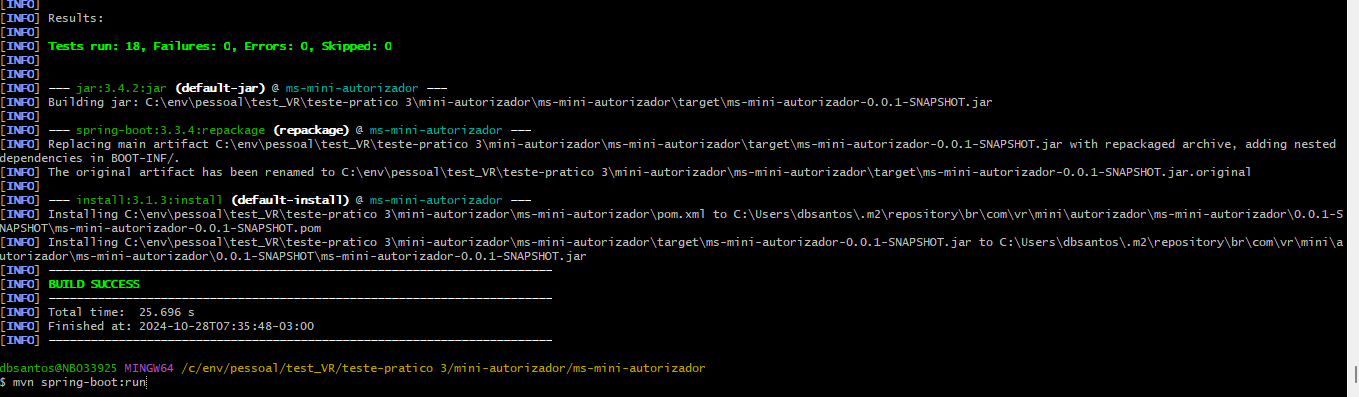 [INFO]
[INFO] Results:
[INFO]
[INFO] Tests run: 18, Failures: 0, Errors: 0, Skipped: 0
[INFO]
[INFO]
[INFO] --- jar:3.4.2:jar (default-jar) @ ms-mini-autorizador ---
[INFO] Building jar: C:\env\pessoal\test_VR\teste-pratico 3\mini-autorizador\ms-mini-autorizador\target\ms-mini-autorizador-0.0.1-SNAPSHOT.jar
[INFO]
[INFO] --- spring-boot:3.3.4:repackage (repackage) @ ms-mini-autorizador ---
[INFO] Replacing main artifact C:\env\pessoal\test_VR\teste-pratico 3\mini-autorizador\ms-mini-autorizador\target\ms-mini-autorizador-0.0.1-SNAPSHOT.jar with repackaged archive, adding nested
dependencies in BOOT-INF/.
[INFO] The original artifact has been renamed to C:\env\pessoal\test_VR\teste-pratico 3\mini-autorizador\ms-mini-autorizador\target\ms-mini-autorizador-0.0.1-SNAPSHOT.jar.original
[INFO]
[INFO] --- install:3.1.3:install (default-install) @ ms-mini-autorizador ---
[INFO] Installing C:\env\pessoal\test_VR\teste-pratico 3\mini-autorizador\ms-mini-autorizador\pom.xml to C:\Users\dbsantos\.m2\repository\br\com\vr\mini\autorizador\ms-mini-autorizador\0.0.1-S
NAPSHOT\ms-mini-autorizador-0.0.1-SNAPSHOT.pom
[INFO] Installing C:\env\pessoal\test_VR\teste-pratico 3\mini-autorizador\ms-mini-autorizador\target\ms-mini-autorizador-0.0.1-SNAPSHOT.jar to C:\Users\dbsantos\.m2\repository\br\com\vr\mini\a
utorizador\ms-mini-autorizador\0.0.1-SNAPSHOT\ms-mini-autorizador-0.0.1-SNAPSHOT.jar
[INFO] ------------------------------------------------------------------------
[INFO] BUILD SUCCESS
[INFO] ------------------------------------------------------------------------
[INFO] Total time:  25.696 s
[INFO] Finished at: 2024-10-28T07:35:48-03:00
[INFO] ------------------------------------------------------------------------
dbsantos@NB033925 MINGW64 /c/env/pessoal/test_VR/teste-pratico 3/mini-autorizador/ms-mini-autorizador
$ mvn spring-boot:run